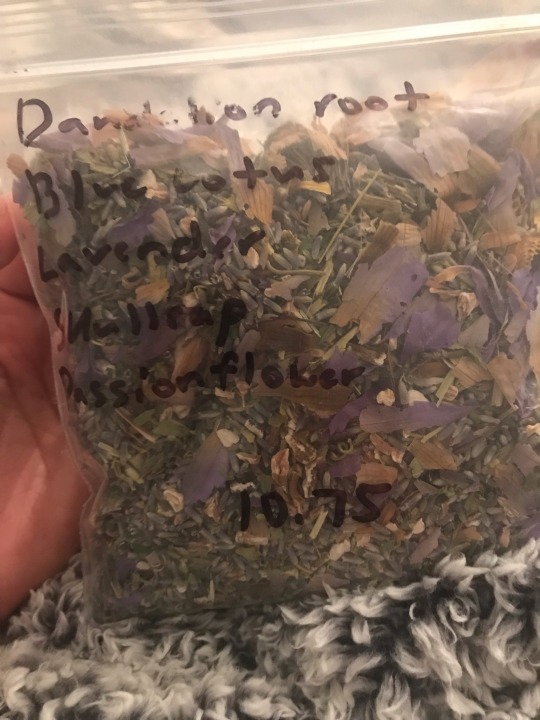 Dandelion root
Blue Lotus
Lavender
Skullcap
Passionflower
10.75